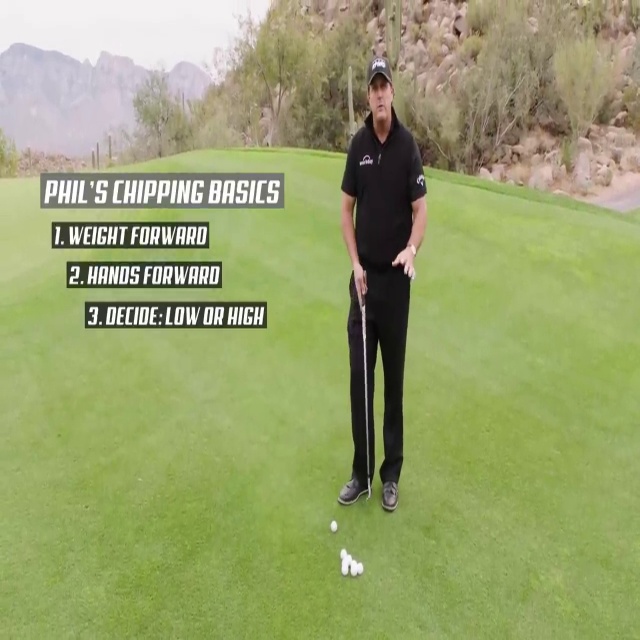 PHIL'S CHIPPING BASICS
1. WEIGHT FORWARD
2. HANDS FORWARD
3. DECIDE: LOW OR HIGH